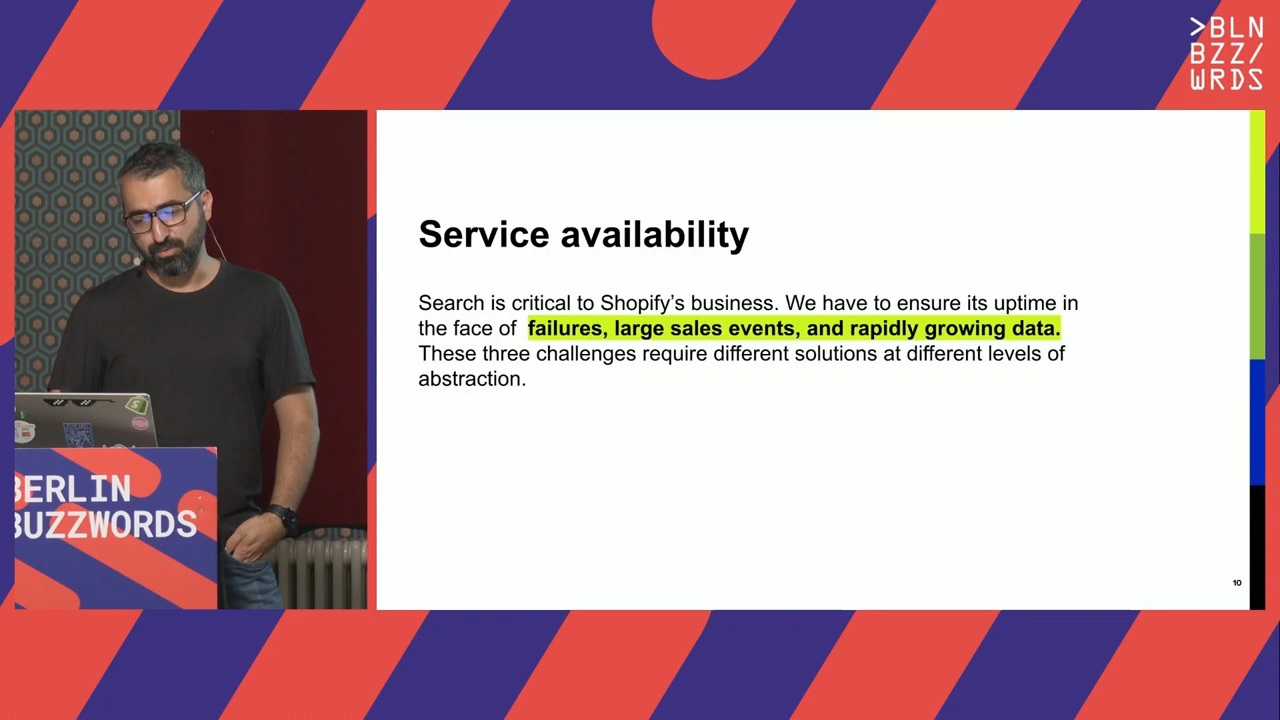 >BLN
BZZ/
WRDS
Service availability
Search is critical to Shopify's business. We have to ensure its uptime in
the face of failures, large sales events, and rapidly growing data.
These three challenges require different solutions at different levels of
abstraction.
10
BERLIN
BUZZWORDS